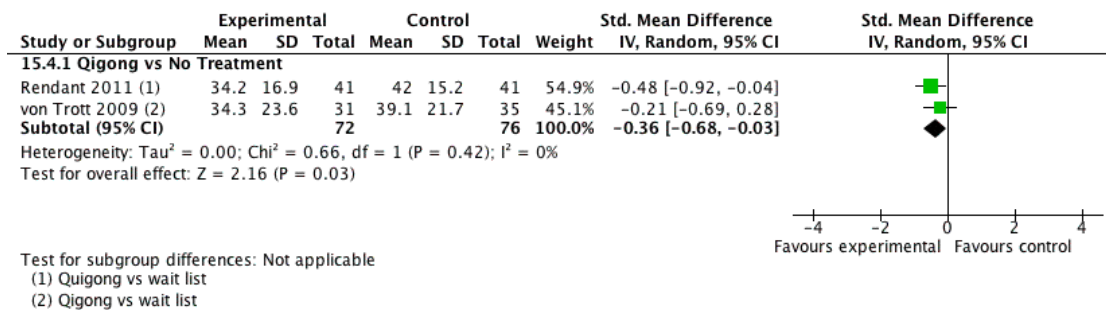 Experimental Control Std. Mean Difference Std. Mean Difference
Study or Subgroup Mean SD Total Mean SD Total Weight IV, Random, 95% CI IV, Random, 95% CI
15.4.1 Qigong vs No Treatment
Rendant 2011 (1) 34.2 16.9 41 42 15.2 41 54.9% -0.48 [-0.92, -0.04]
von Trott 2009 (2) 34.3 23.6 31 39.1 21.7 35 45.1% -0.21 [-0.69, 0.28]
Subtotal (95% CI) 72 76 100.0% -0.36 [-0.68, -0.03]
Heterogeneity: Tau² = 0.00; Chi² = 0.66, df = 1 (P = 0.42); I² = 0%
Test for overall effect: Z = 2.16 (P = 0.03)
-4 -2 0 2 4
Favours experimental Favours control
Test for subgroup differences: Not applicable
(1) Quigong vs wait list
(2) Qigong vs wait list